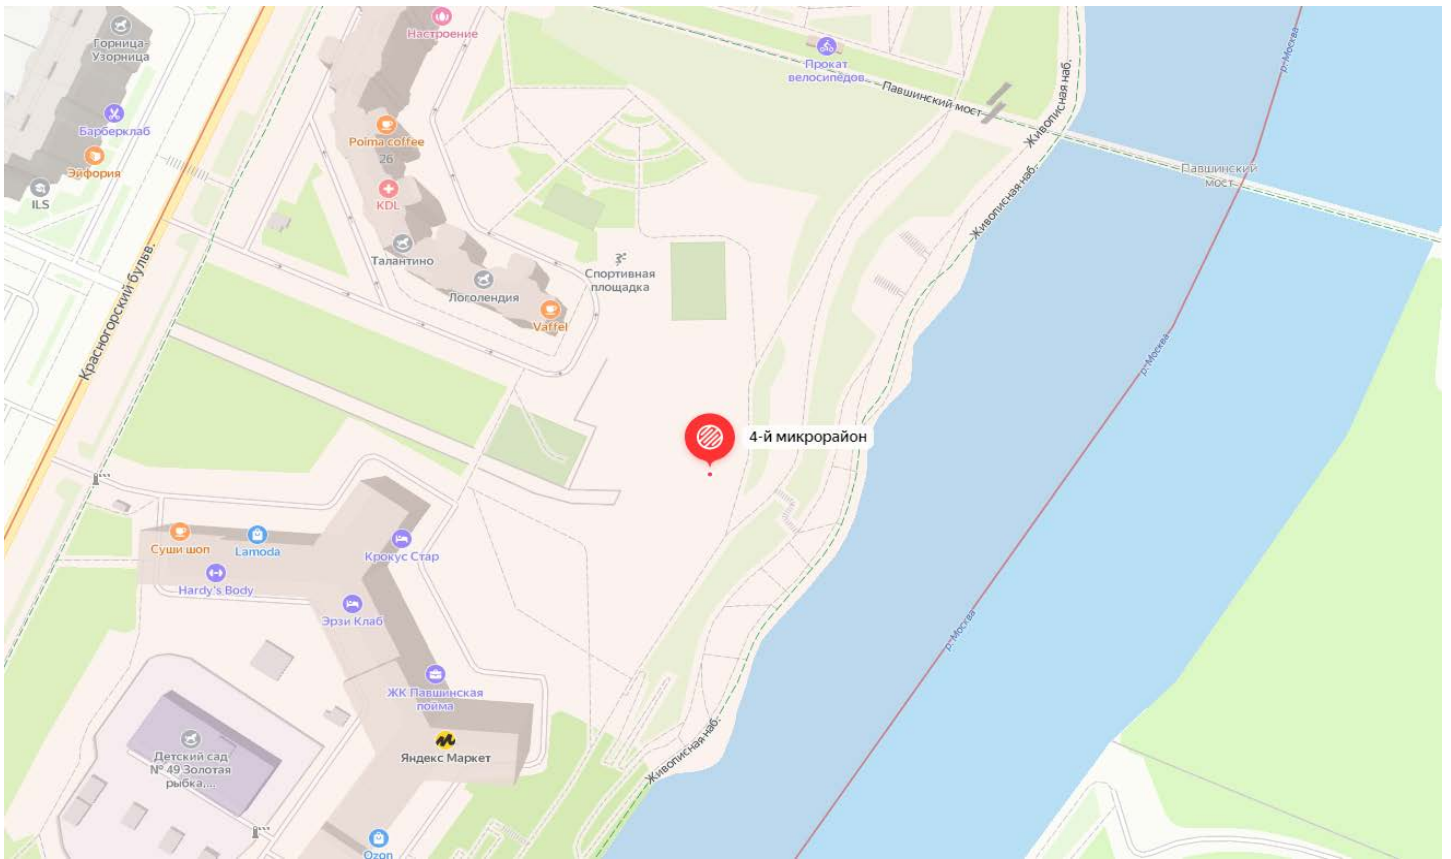 Горница-
Узорница
Настроение
Прокат
велосипедов
р. Москва
Барберклаб
Эйфория
ILS
Poima coffee
26
KDL
Павшинский мост
Живописная наб.
Павшинский
мост
Живописная наб.
Талантино
Логолендия
Vaffel
Спортивная
площадка
Красногорский бульв.
р. Москва
4-й микрорайон
Суши шоп
Lamoda
Крокус Стар
Hardy's Body
Эрзи Клаб
р. Москва
ЖК Павшинская
пойма
Живописная наб.
Яндекс Маркет
Детский сад
№ 49 Золотая
рыбка,...
Ozon